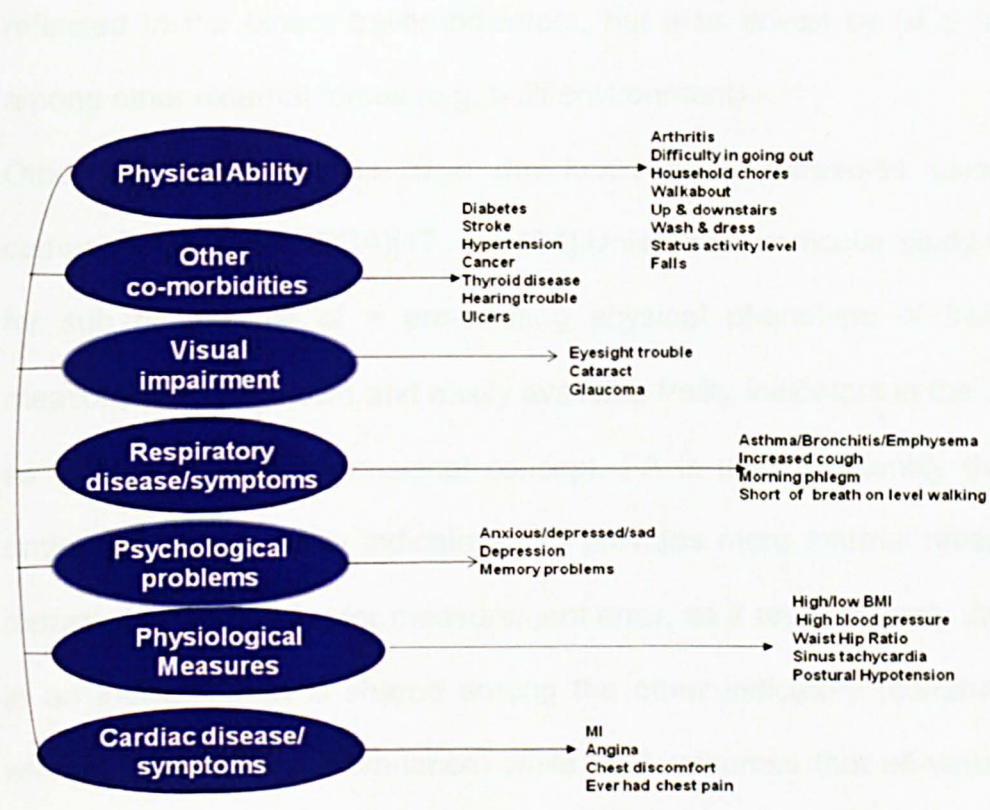 Physical Ability
Arthritis
Difficulty in going out
Household chores
Walkabout
Up & downstairs
Wash & dress
Status activity level
Falls
Other
co-morbidities
Diabetes
Stroke
Hypertension
Cancer
Thyroid disease
Hearing trouble
Ulcers
Visual
impairment
Eyesight trouble
Cataract
Glaucoma
Respiratory
disease/symptoms
Asthma/Bronchitis/Emphysema
Increased cough
Morning phlegm
Short of breath on level walking
Psychological
problems
Anxious/depressed/sad
Depression
Memory problems
Physiological
Measures
High/low BMI
High blood pressure
Waist Hip Ratio
Sinus tachycardia
Postural Hypotension
Cardiac disease/
symptoms
MI
Angina
Chest discomfort
Ever had chest pain